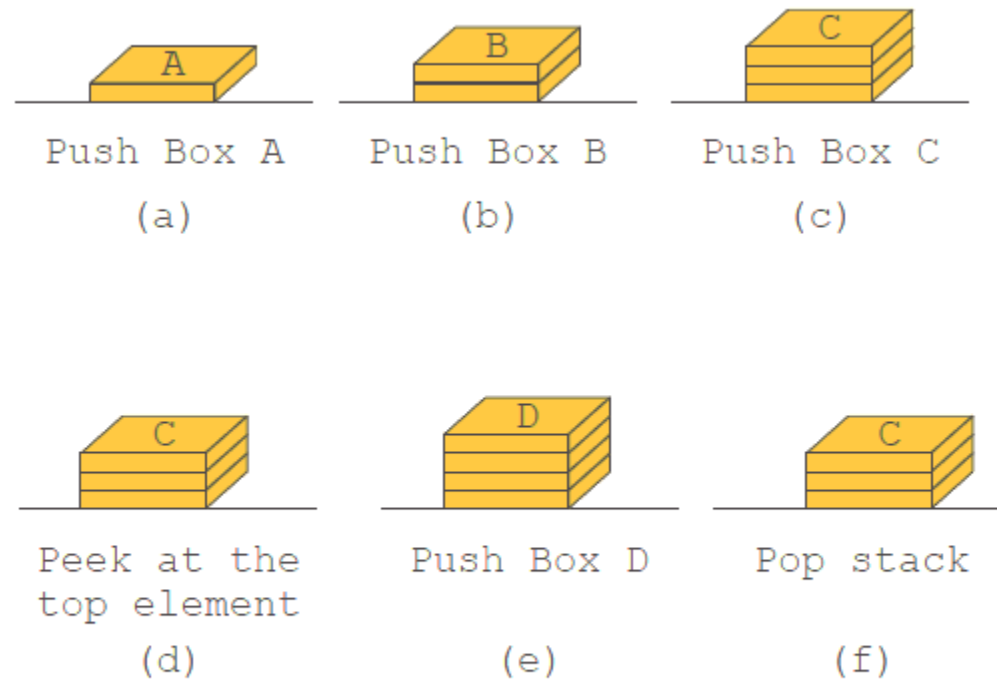 A
Push Box A
(a)
B
Push Box B
(b)
C
Push Box C
(c)
C
Peek at the
top element
(d)
D
Push Box D
(e)
C
Pop stack
(f)